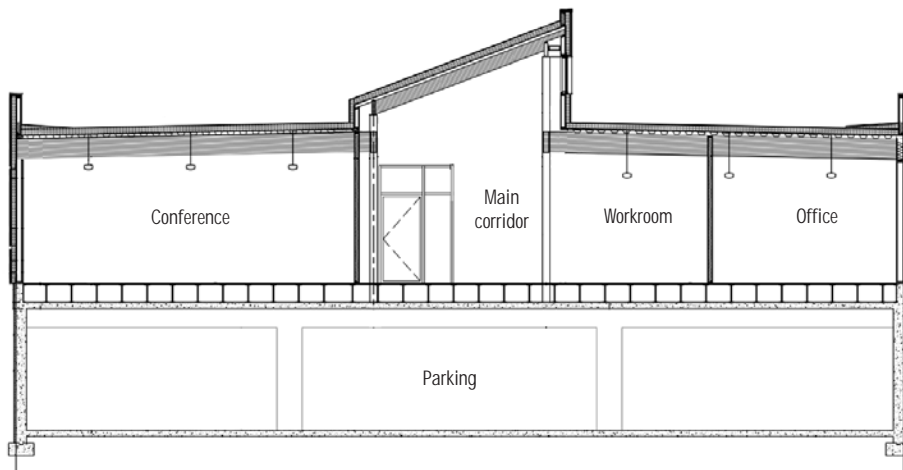 Conference
Main
corridor
Workroom
Office
Parking